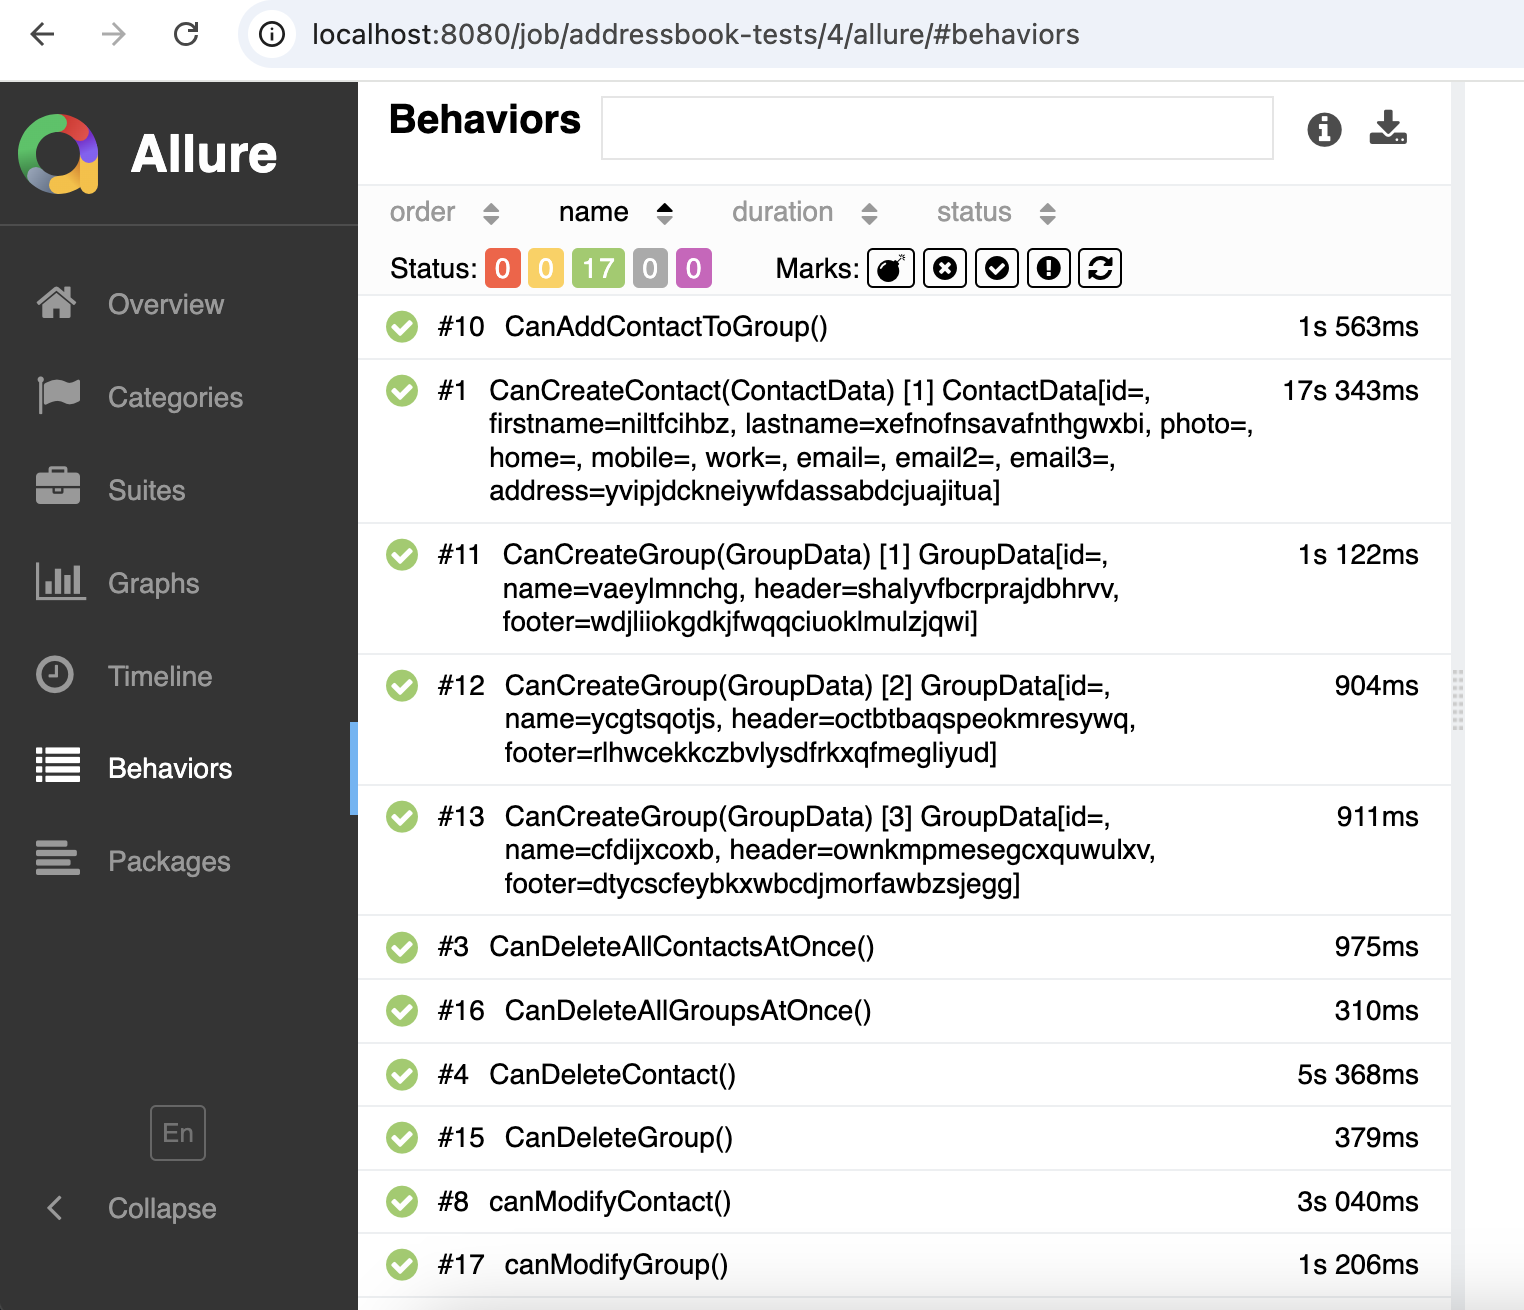 localhost:8080/job/addressbook-tests/4/allure/#behaviors
Allure
Overview
Categories
Suites
Graphs
Timeline
Behaviors
Packages
En
Collapse
Behaviors
order name duration status
Status: 0 0 17 0 0 Marks:
#10 CanAddContactToGroup() 1s 563ms
#1 CanCreateContact(ContactData) [1] ContactData[id=, 17s 343ms
firstname=niltfcihbz, lastname=xefnofnsavafnthgwxbi, photo=,
home=, mobile=, work=, email=, email2=, email3=,
address=yvipjdckneiywfdassabdcjuajitua]
#11 CanCreateGroup(GroupData) [1] GroupData[id=, 1s 122ms
name=vaeylmnchg, header=shalyvfbcrprajdbhrvv,
footer=wdjliiokgdkjfwqqciuoklmulzjqwi]
#12 CanCreateGroup(GroupData) [2] GroupData[id=, 904ms
name=ycgtsqotjs, header=octbtbaqspeokmresywq,
footer=rlhwcekkczbvlysdfrkxqfmegliyud]
#13 CanCreateGroup(GroupData) [3] GroupData[id=, 911ms
name=cfdijxcoxb, header=ownkmpmesegcxquwulxv,
footer=dtycscfeybkxwbcdjmorfawbzsjegg]
#3 CanDeleteAllContactsAtOnce() 975ms
#16 CanDeleteAllGroupsAtOnce() 310ms
#4 CanDeleteContact() 5s 368ms
#15 CanDeleteGroup() 379ms
#8 canModifyContact() 3s 040ms
#17 canModifyGroup() 1s 206ms